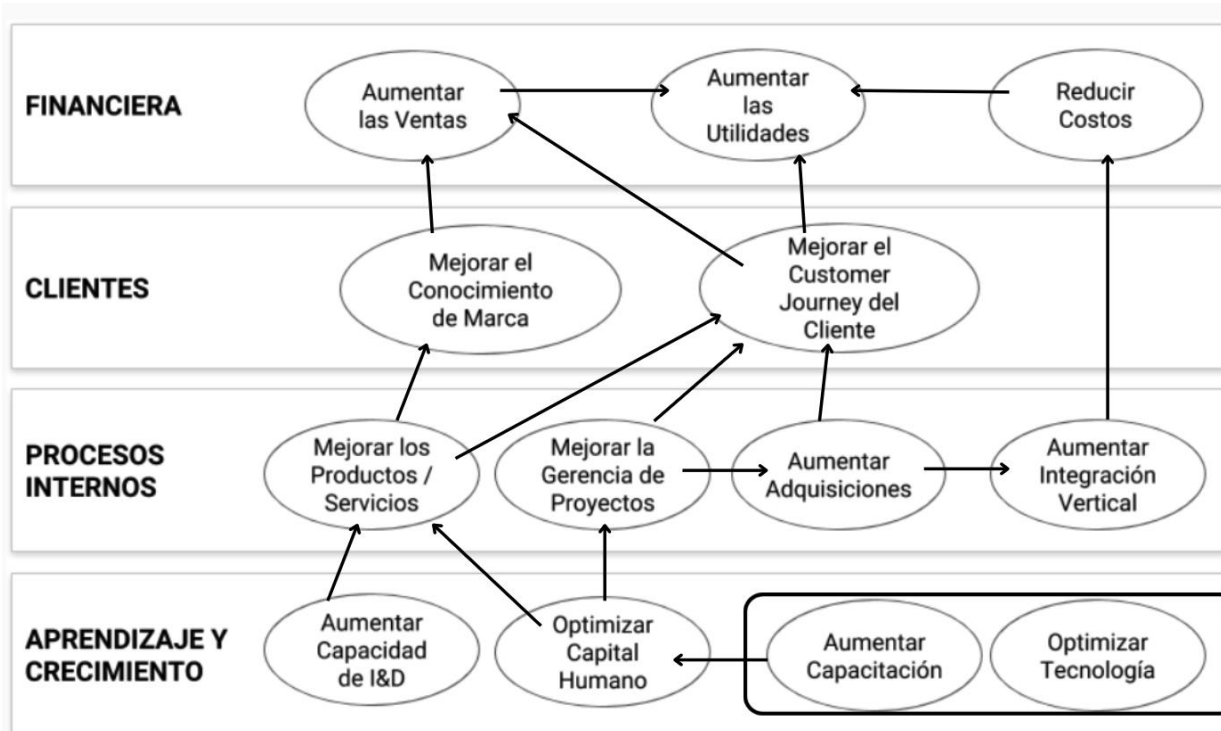 FINANCIERA
Aumentar
las Ventas
Aumentar
las
Utilidades
Reducir
Costos
CLIENTES
Mejorar el
Conocimiento
de Marca
Mejorar el
Customer
Journey del
Cliente
PROCESOS
INTERNOS
Mejorar los
Productos /
Servicios
Mejorar la
Gerencia de
Proyectos
Aumentar
Adquisiciones
Aumentar
Integración
Vertical
APRENDIZAJE Y
CRECIMIENTO
Aumentar
Capacidad
de I&D
Optimizar
Capital
Humano
Aumentar
Capacitación
Optimizar
Tecnología